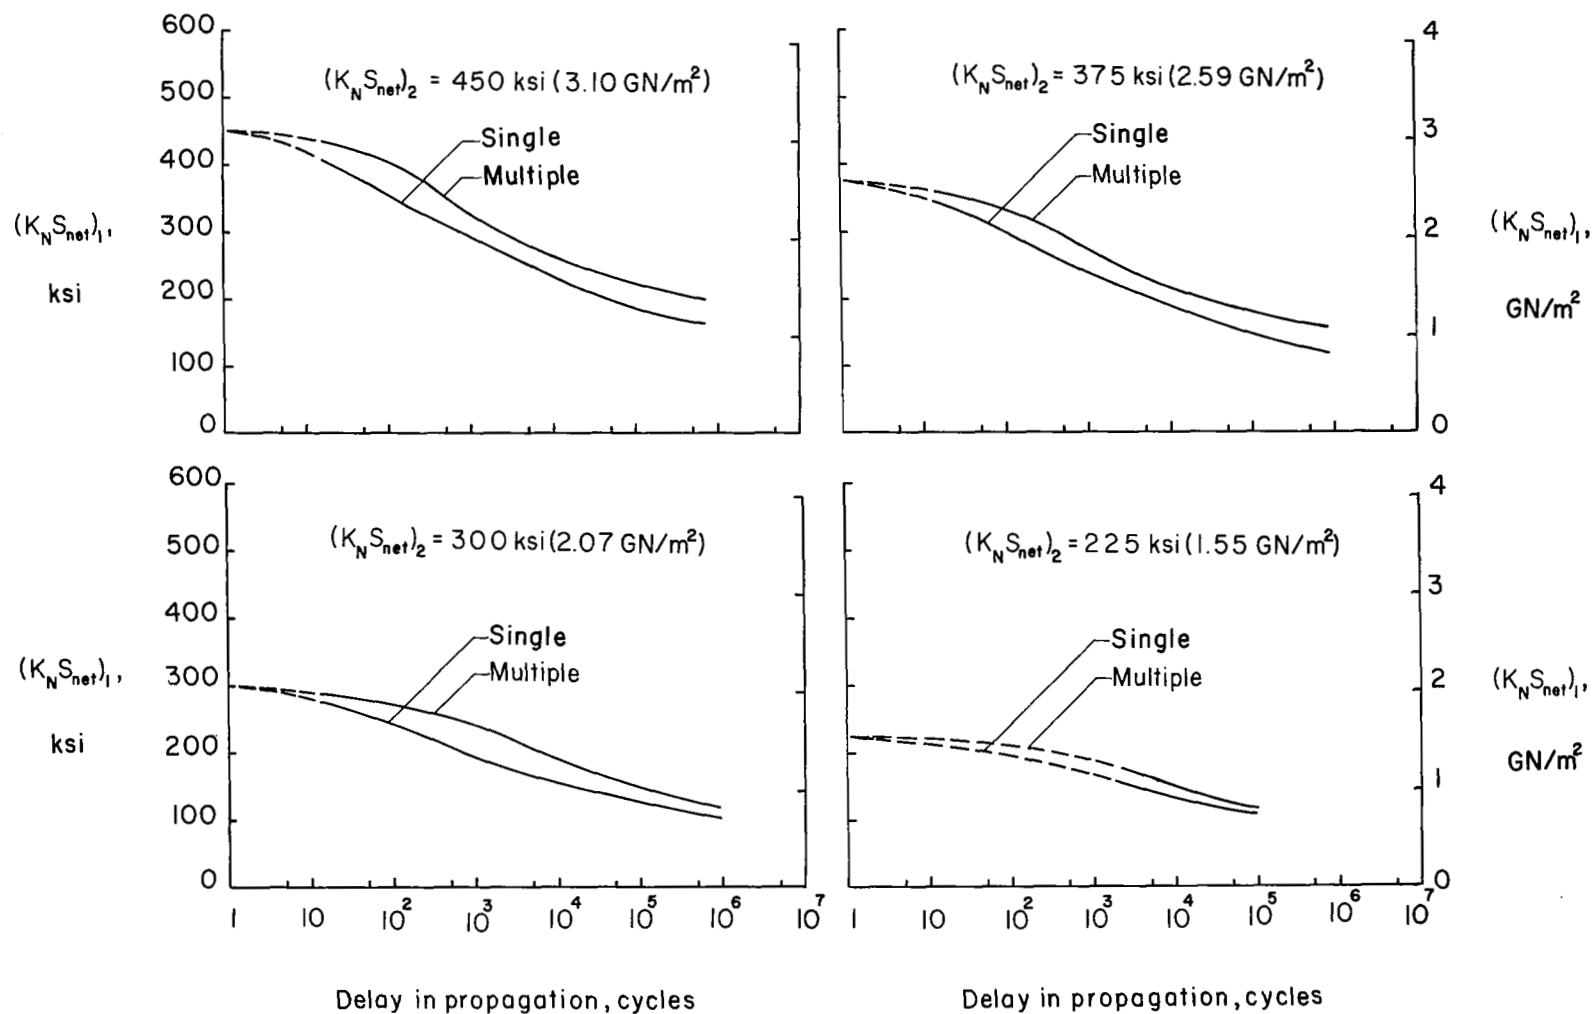 600
500
400
300
200
100
0
(K_N S_net)_1,
ksi
(K_N S_net)_2 = 450 ksi (3.10 GN/m²)
Single
Multiple
(K_N S_net)_2 = 375 ksi (2.59 GN/m²)
Single
Multiple
4
3
2
1
0
(K_N S_net)_1,
GN/m²
600
500
400
300
200
100
0
(K_N S_net)_1,
ksi
(K_N S_net)_2 = 300 ksi (2.07 GN/m²)
Single
Multiple
1 10 10² 10³ 10⁴ 10⁵ 10⁶ 10⁷
Delay in propagation, cycles
(K_N S_net)_2 = 225 ksi (1.55 GN/m²)
Single
Multiple
4
3
2
1
0
(K_N S_net)_1,
GN/m²
1 10 10² 10³ 10⁴ 10⁵ 10⁶ 10⁷
Delay in propagation, cycles